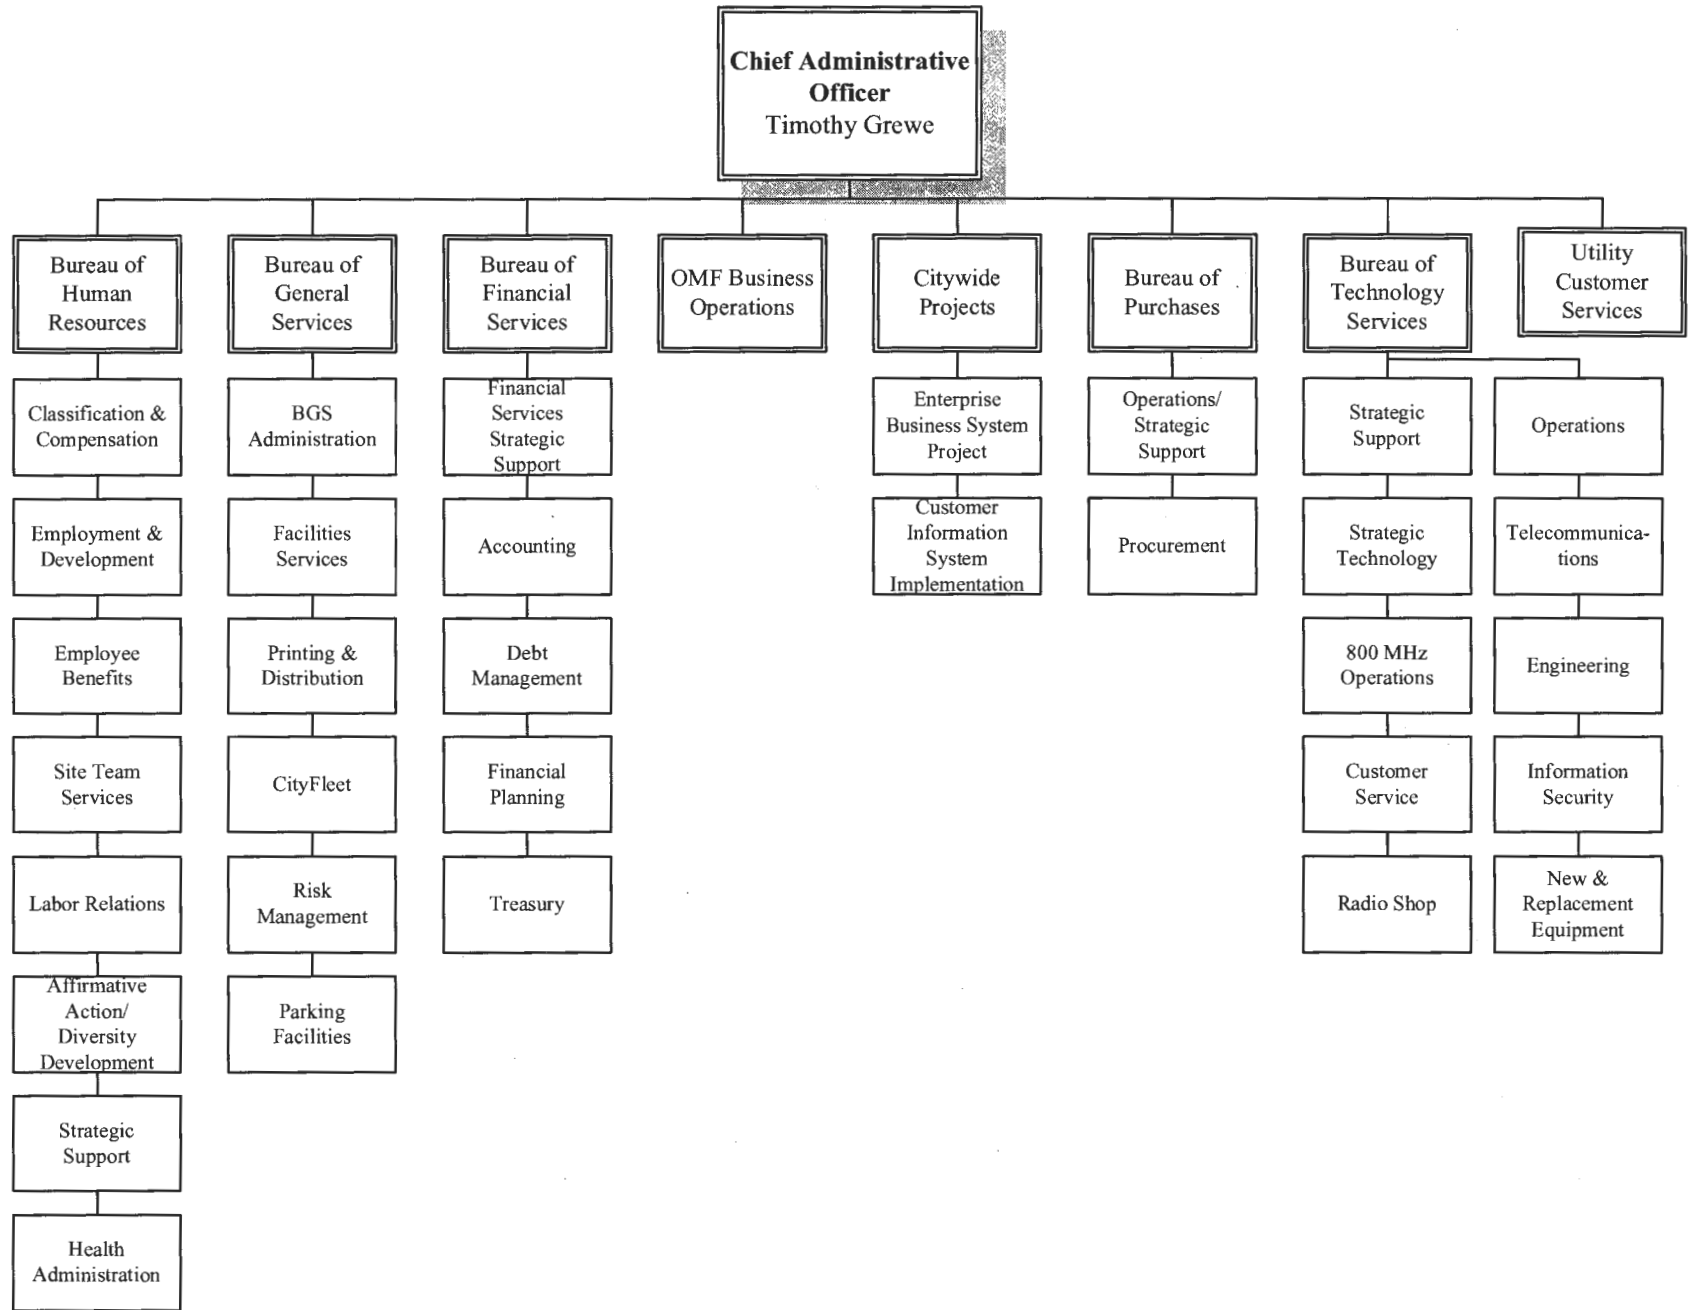 Chief Administrative
Officer
Timothy Grewe
Bureau of
Human
Resources
Bureau of
General
Services
Bureau of
Financial
Services
OMF Business
Operations
Citywide
Projects
Bureau of
Purchases
Bureau of
Technology
Services
Utility
Customer
Services
Classification &
Compensation
Employment &
Development
Employee
Benefits
Site Team
Services
Labor Relations
Affirmative
Action/
Diversity
Development
Strategic
Support
Health
Administration
BGS
Administration
Facilities
Services
Printing &
Distribution
CityFleet
Risk
Management
Parking
Facilities
Financial
Services
Strategic
Support
Accounting
Debt
Management
Financial
Planning
Treasury
Enterprise
Business System
Project
Customer
Information
System
Implementation
Operations/
Strategic
Support
Procurement
Strategic
Support
Strategic
Technology
800 MHz
Operations
Customer
Service
Radio Shop
Operations
Telecommunica-
tions
Engineering
Information
Security
New &
Replacement
Equipment